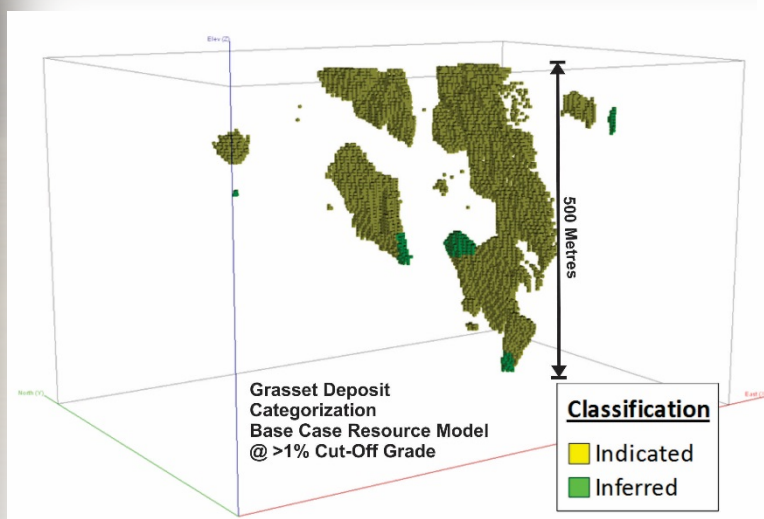 Elev (Z)
500 Metres
North (Y)
East (X)
Grasset Deposit
Categorization
Base Case Resource Model
@ >1% Cut-Off Grade
Classification
Indicated
Inferred